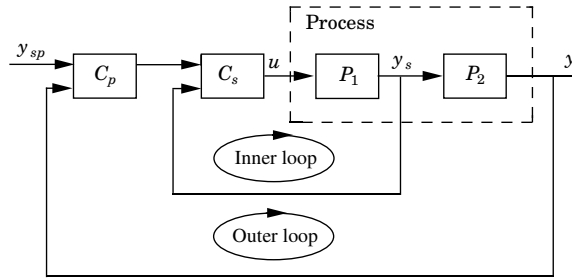 Process
y_sp
C_p
C_s
u
P_1
y_s
P_2
y
Inner loop
Outer loop